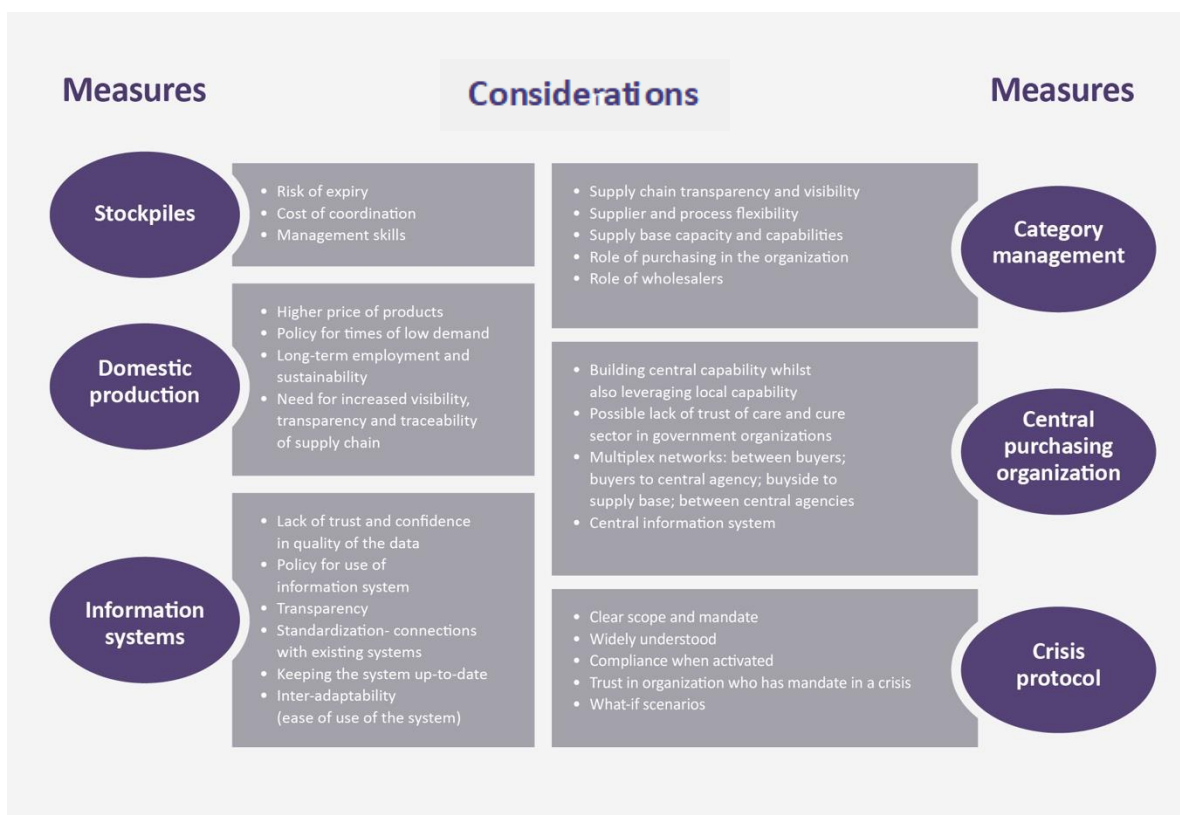 Measures
Considerations
Measures
Stockpiles
• Risk of expiry
• Cost of coordination
• Management skills
Domestic
production
• Higher price of products
• Policy for times of low demand
• Long-term employment and
sustainability
• Need for increased visibility,
transparency and traceability
of supply chain
Information
systems
• Lack of trust and confidence
in quality of the data
• Policy for use of
information system
• Transparency
• Standardization- connections
with existing systems
• Keeping the system up-to-date
• Inter-adaptability
(ease of use of the system)
• Supply chain transparency and visibility
• Supplier and process flexibility
• Supply base capacity and capabilities
• Role of purchasing in the organization
• Role of wholesalers
Category
management
• Building central capability whilst
also leveraging local capability
• Possible lack of trust of care and cure
sector in government organizations
• Multiplex networks: between buyers;
buyers to central agency; buyside to
supply base; between central agencies
• Central information system
Central
purchasing
organization
• Clear scope and mandate
• Widely understood
• Compliance when activated
• Trust in organization who has mandate in a crisis
• What-if scenarios
Crisis
protocol